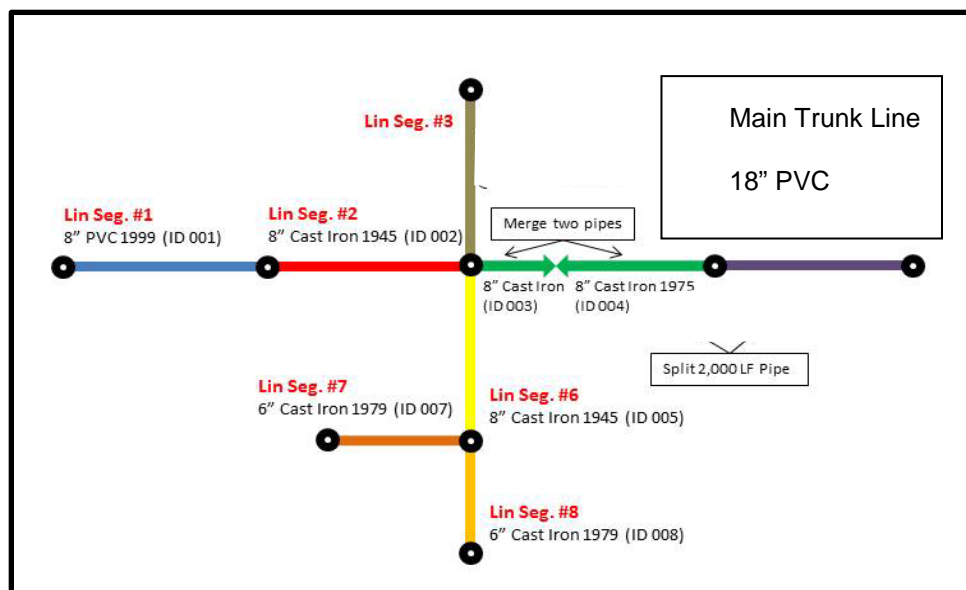 Main Trunk Line
18” PVC
Lin Seg. #3
Lin Seg. #1
8” PVC 1999 (ID 001)
Lin Seg. #2
8” Cast Iron 1945 (ID 002)
Merge two pipes
8” Cast Iron
(ID 003)
8” Cast Iron 1975
(ID 004)
Split 2,000 LF Pipe
Lin Seg. #7
6” Cast Iron 1979 (ID 007)
Lin Seg. #6
8” Cast Iron 1945 (ID 005)
Lin Seg. #8
6” Cast Iron 1979 (ID 008)